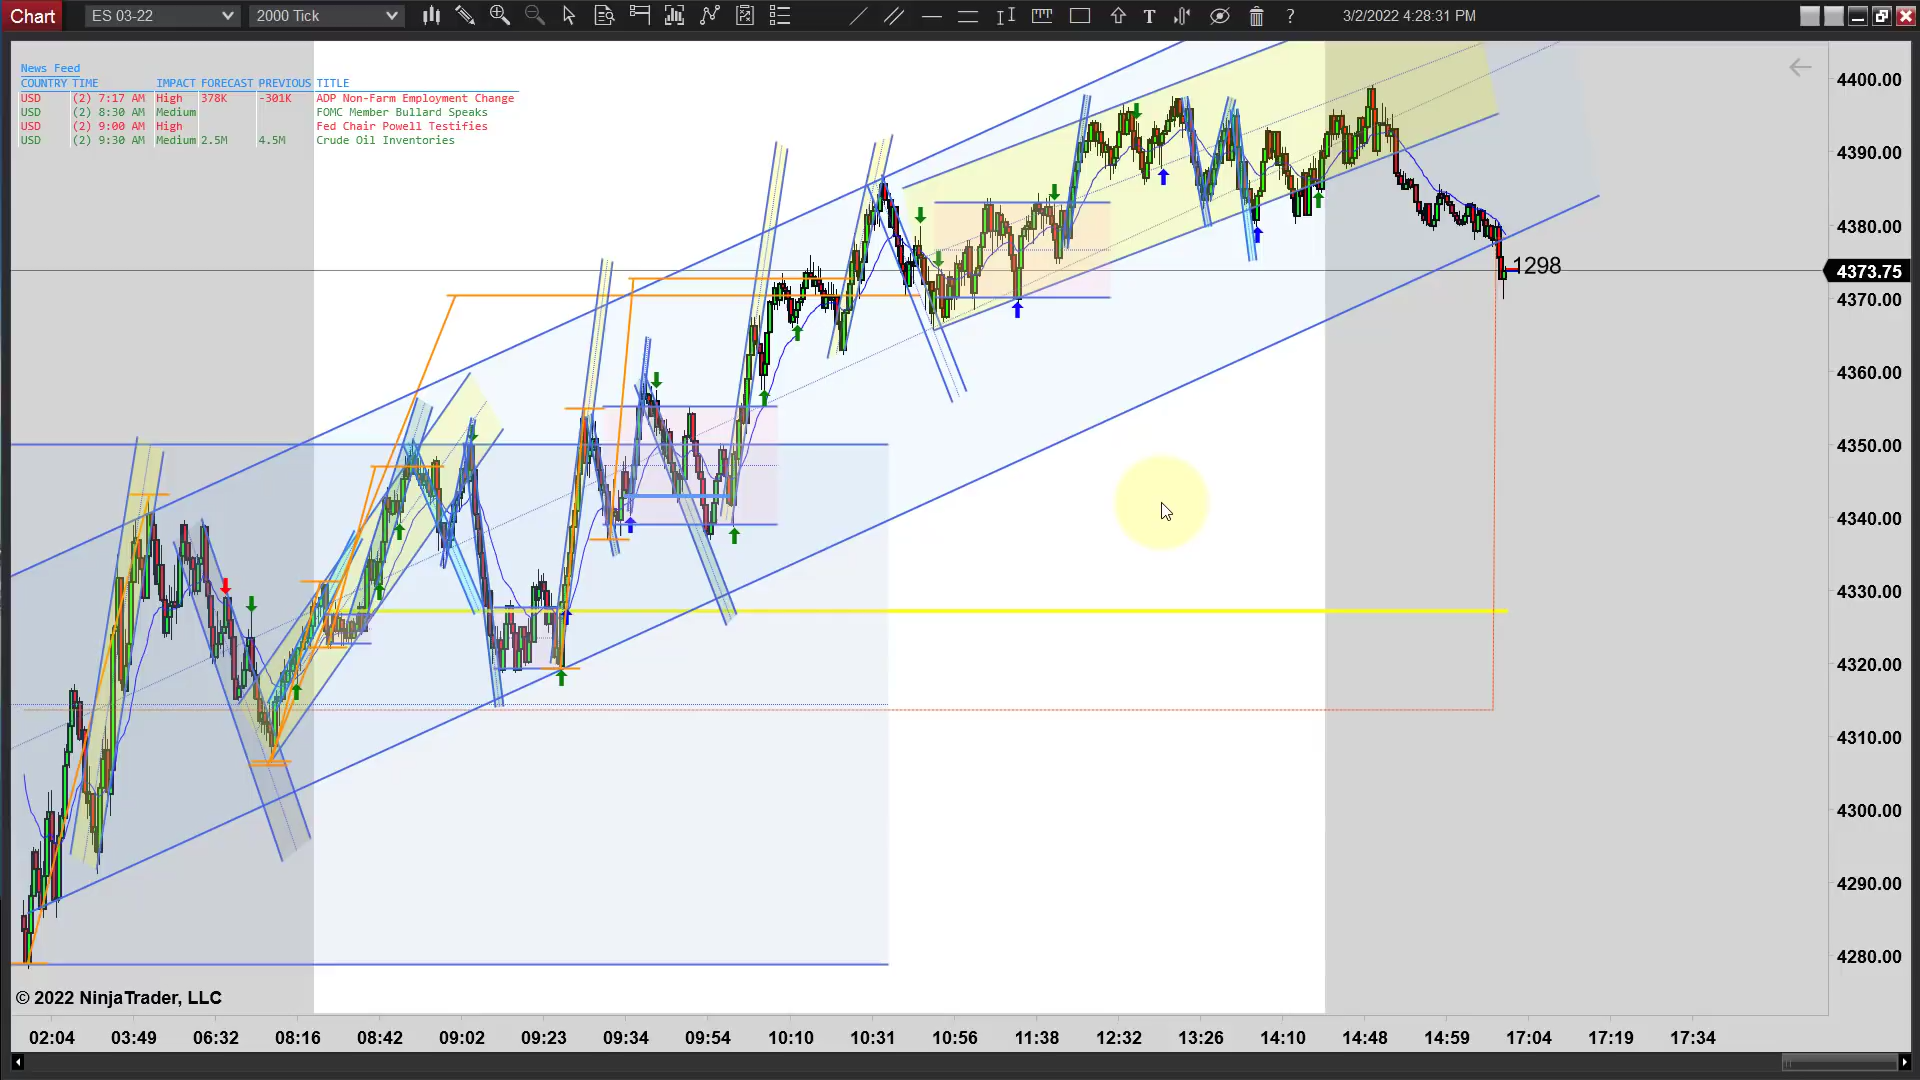 Chart ES 03-22 2000 Tick T ? 3/2/2022 4:28:31 PM
News Feed
COUNTRY TIME IMPACT FORECAST PREVIOUS TITLE
USD (2) 7:17 AM High 378K -301K ADP Non-Farm Employment Change
USD (2) 8:30 AM Medium FOMC Member Bullard Speaks
USD (2) 9:00 AM High Fed Chair Powell Testifies
USD (2) 9:30 AM Medium 2.5M 4.5M Crude Oil Inventories
4400.00
4390.00
4380.00
1298
4373.75
4370.00
4360.00
4350.00
4340.00
4330.00
4320.00
4310.00
4300.00
4290.00
4280.00
© 2022 NinjaTrader, LLC
02:04 03:49 06:32 08:16 08:42 09:02 09:23 09:34 09:54 10:10 10:31 10:56 11:38 12:32 13:26 14:10 14:48 14:59 17:04 17:19 17:34